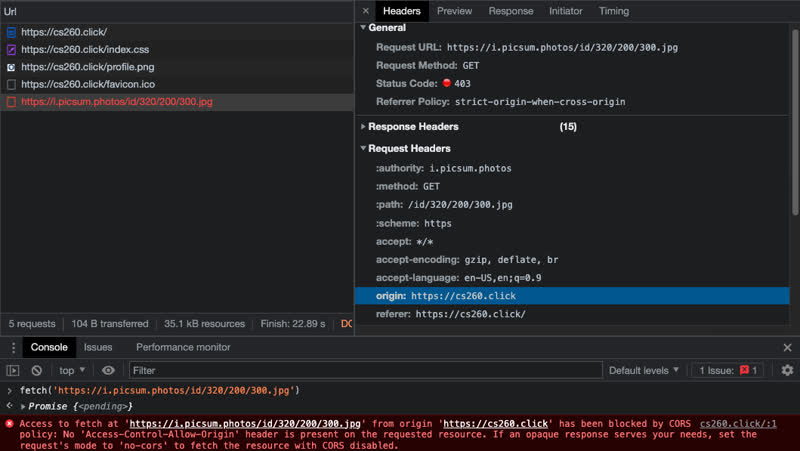 Url
https://cs260.click/
https://cs260.click/index.css
https://cs260.click/profile.png
https://cs260.click/favicon.ico
https://i.picsum.photos/id/320/200/300.jpg
5 requests 104 B transferred 35.1 kB resources Finish: 22.89 s DO
Headers Preview Response Initiator Timing
General
Request URL: https://i.picsum.photos/id/320/200/300.jpg
Request Method: GET
Status Code: 403
Referrer Policy: strict-origin-when-cross-origin
Response Headers (15)
Request Headers
:authority: i.picsum.photos
:method: GET
:path: /id/320/200/300.jpg
:scheme: https
accept: */*
accept-encoding: gzip, deflate, br
accept-language: en-US,en;q=0.9
origin: https://cs260.click
referer: https://cs260.click/
Console Issues Performance monitor
top Filter Default levels 1 Issue: 1
fetch('https://i.picsum.photos/id/320/200/300.jpg')
Promise {<pending>}
Access to fetch at 'https://i.picsum.photos/id/320/200/300.jpg' from origin 'https://cs260.click' has been blocked by CORS cs260.click/:1
policy: No 'Access-Control-Allow-Origin' header is present on the requested resource. If an opaque response serves your needs, set the
request's mode to 'no-cors' to fetch the resource with CORS disabled.